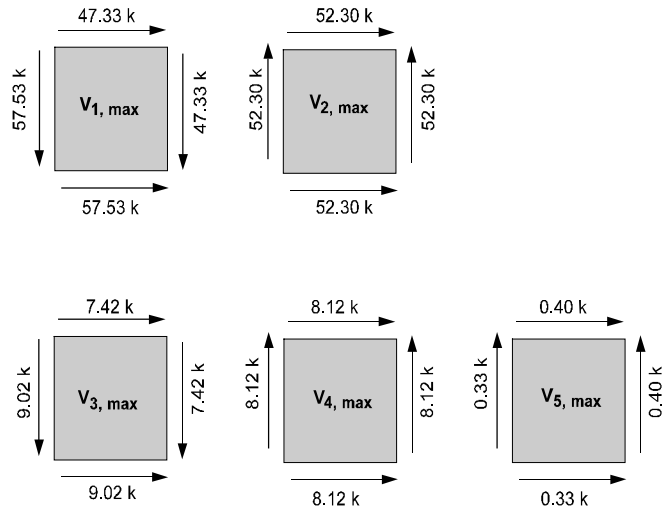 47.33 k
57.53 k
V1, max
47.33 k
57.53 k
52.30 k
52.30 k
V2, max
52.30 k
52.30 k
7.42 k
9.02 k
V3, max
7.42 k
9.02 k
8.12 k
8.12 k
V4, max
8.12 k
8.12 k
0.40 k
0.33 k
V5, max
0.40 k
0.33 k